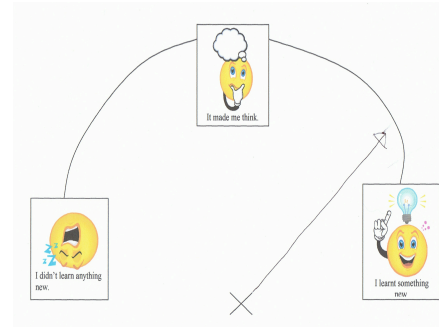 It made me think.
I didn't learn anything
new.
I learnt something
new